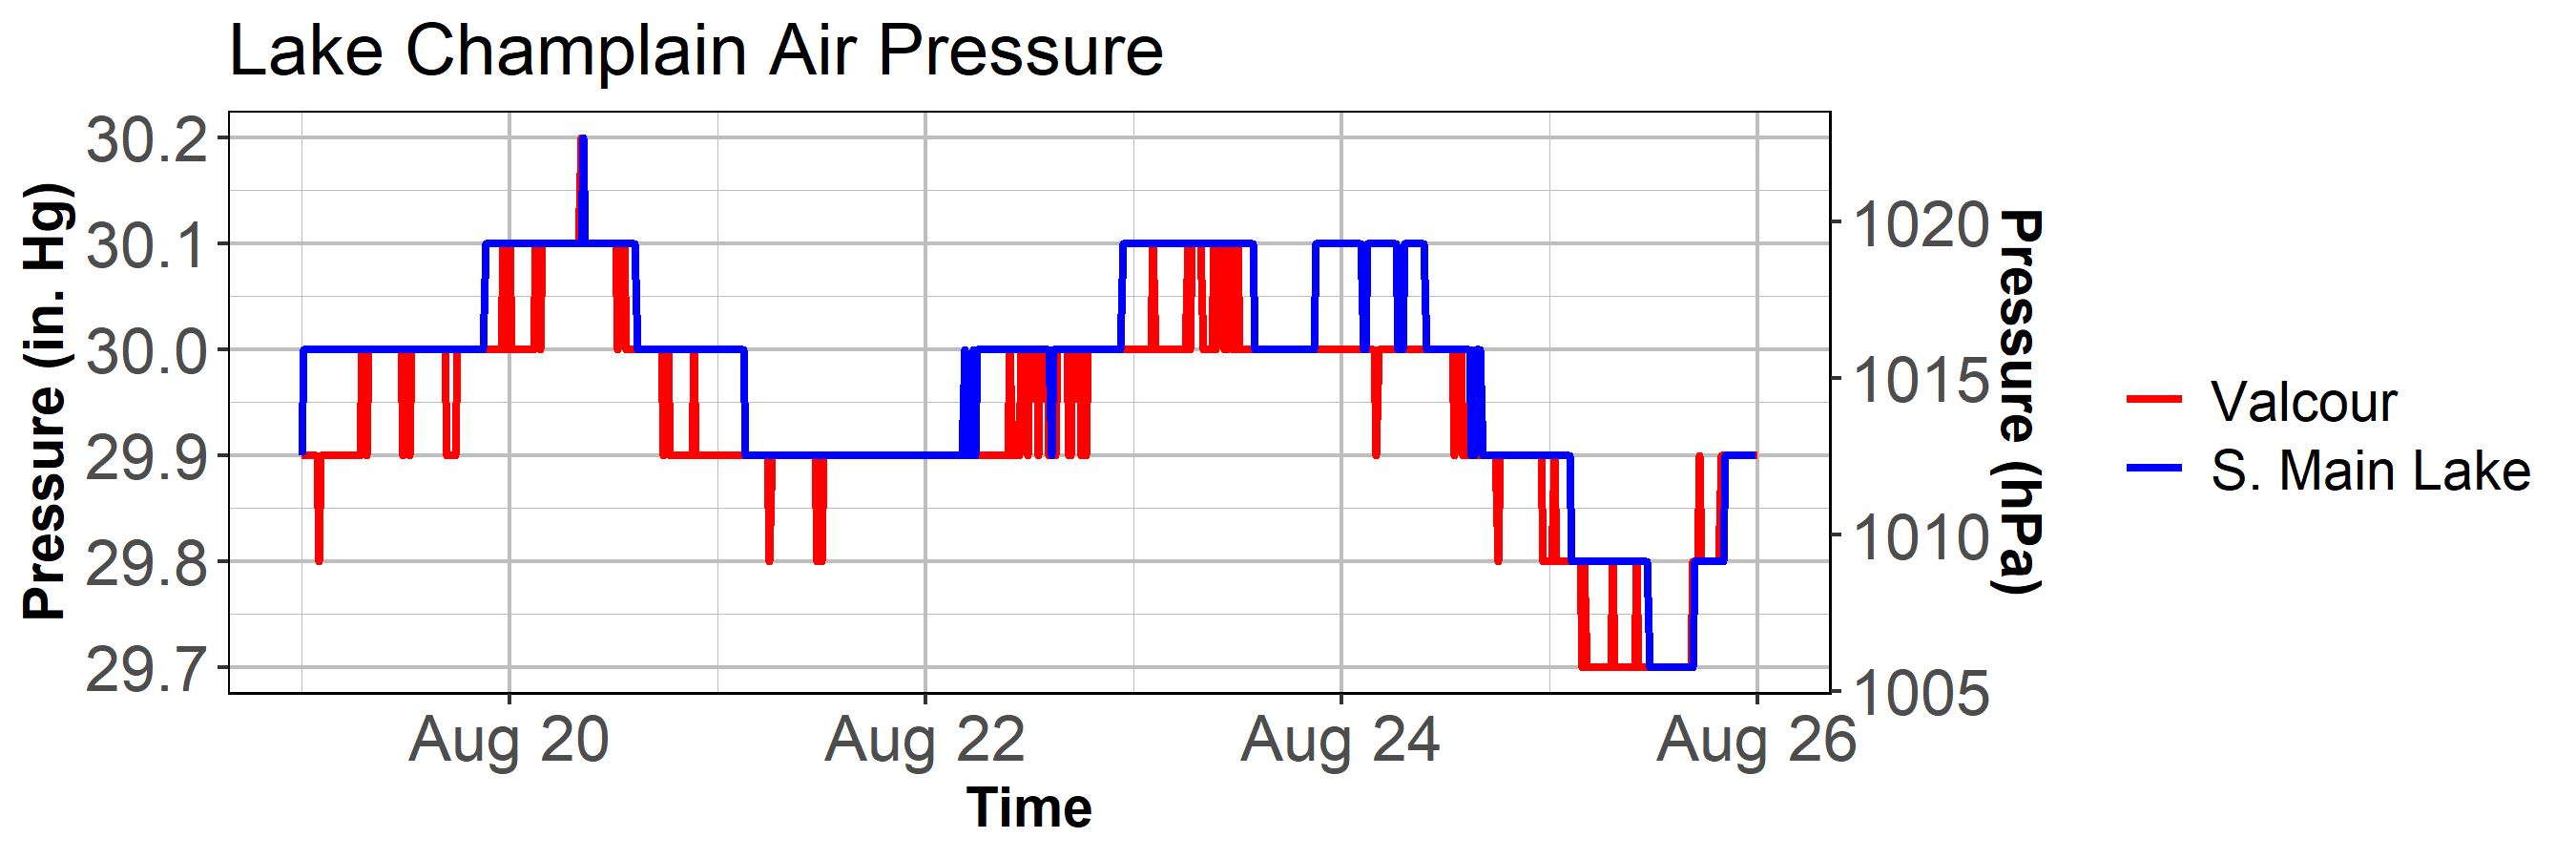 Lake Champlain Air Pressure
Pressure (in. Hg)
30.2
30.1
30.0
29.9
29.8
29.7
1020
1015
1010
1005
Pressure (hPa)
Aug 20
Aug 22
Aug 24
Aug 26
Time
Valcour
S. Main Lake